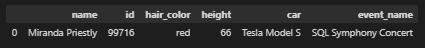 name id hair_color height car event_name
0 Miranda Priestly 99716 red 66 Tesla Model S SQL Symphony Concert